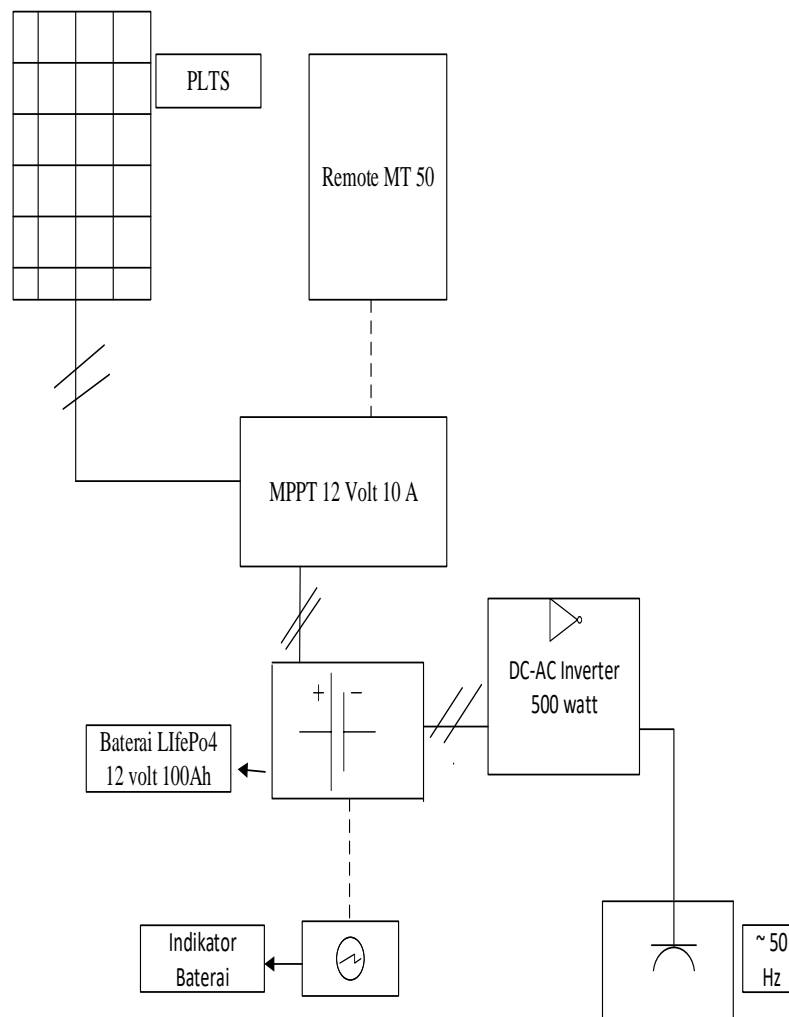 PLTS
Remote MT 50
MPPT 12 Volt 10 A
DC-AC Inverter
500 watt
+ -
Baterai LIfePo4
12 volt 100Ah
Indikator
Baterai
~ 50
Hz